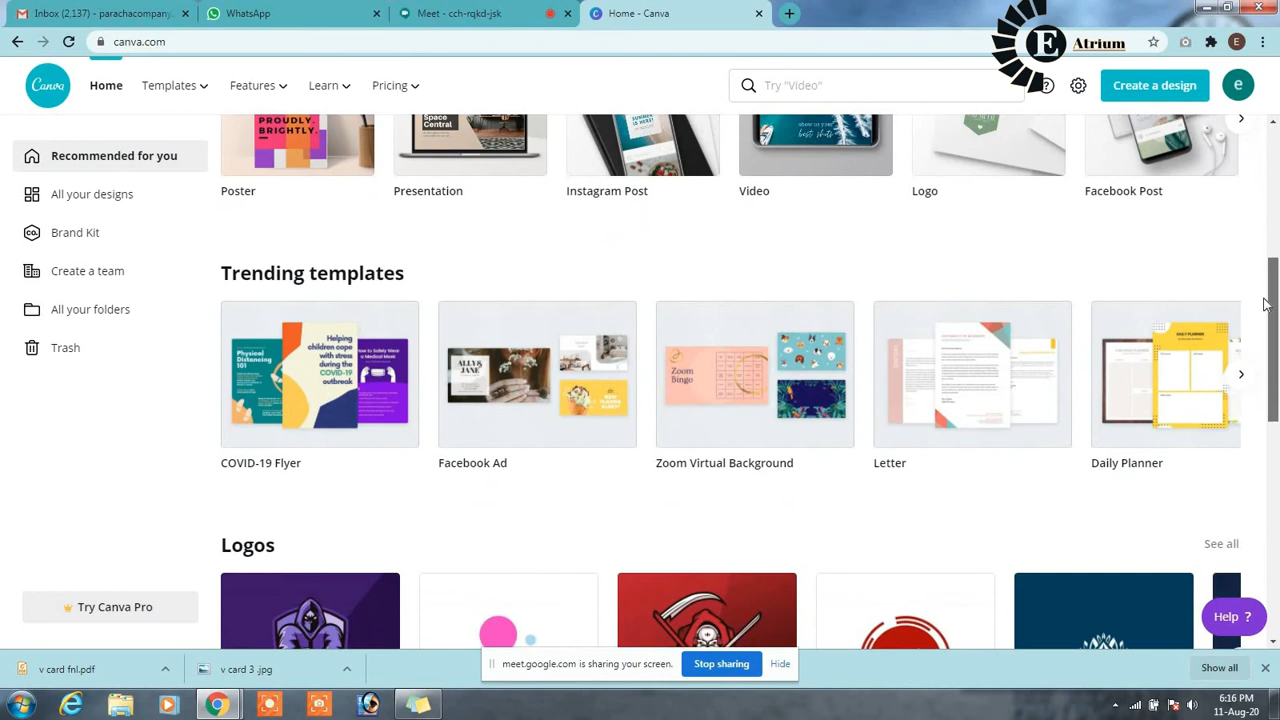 Inbox (2,137) - parachacompany.
WhatsApp
Meet - cch-rqkd-jsk
Home - Canva
canva.com
E Atrium
Canva
Home
Templates
Features
Learn
Pricing
Try "Video"
Create a design
e
Recommended for you
All your designs
Brand Kit
Create a team
All your folders
Trash
Try Canva Pro
PROUDLY.
BRIGHTLY.
Space
Central
Poster
Presentation
Instagram Post
Video
Logo
Facebook Post
Trending templates
Physical
Distancing
101
Helping
children cope
with stress
during the
COVID-19
outbreak
Zoom
Bingo
DAILY PLANNER
COVID-19 Flyer
Facebook Ad
Zoom Virtual Background
Letter
Daily Planner
Logos
See all
Help ?
v card fnl.pdf
v card 3 .jpg
meet.google.com is sharing your screen.
Stop sharing
Hide
Show all
6:16 PM
11-Aug-20